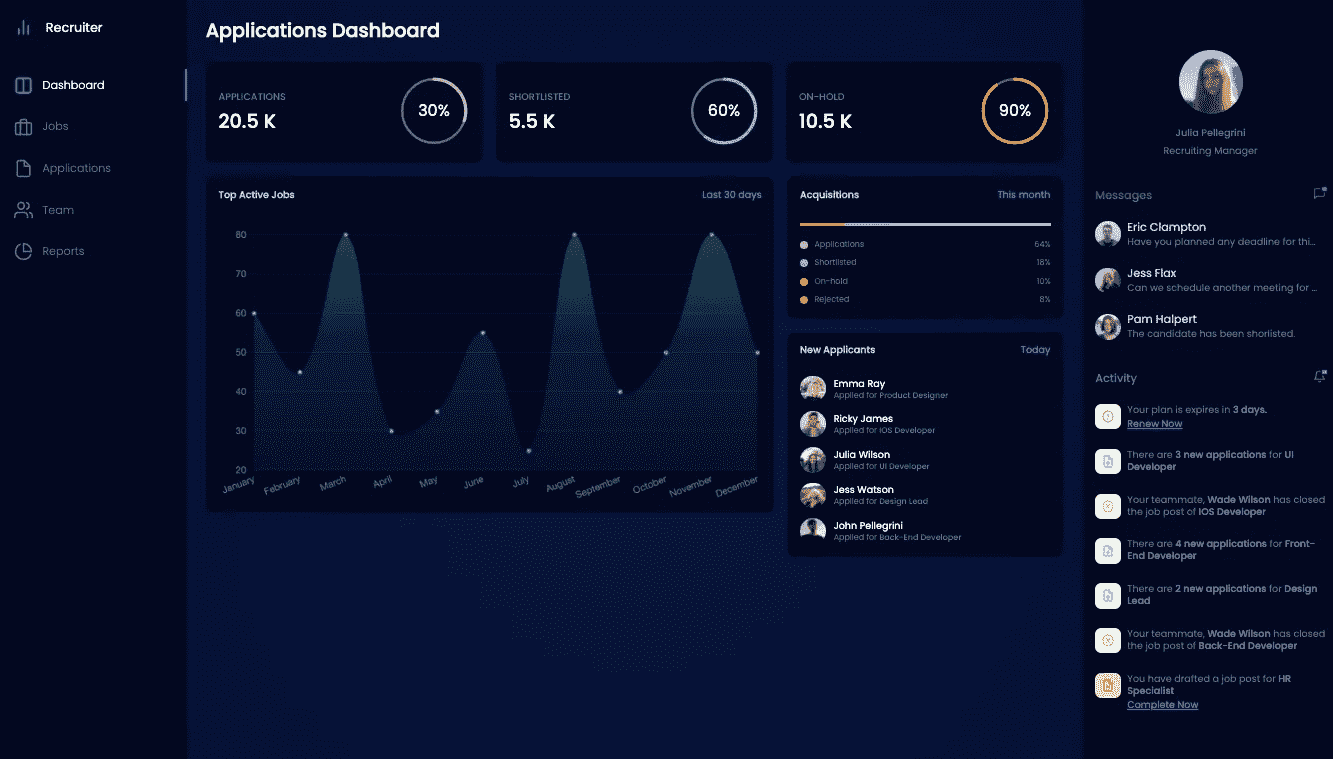 Recruiter
Dashboard
Jobs
Applications
Team
Reports
Applications Dashboard
APPLICATIONS
20.5 K
30%
SHORTLISTED
5.5 K
60%
ON-HOLD
10.5 K
90%
Top Active Jobs
Last 30 days
80
70
60
50
40
30
20
January
February
March
April
May
June
July
August
September
October
November
December
Acquisitions
This month
Applications 64%
Shortlisted 18%
On-hold 10%
Rejected 8%
New Applicants
Today
Emma Ray
Applied for Product Designer
Ricky James
Applied for IOS Developer
Julia Wilson
Applied for UI Developer
Jess Watson
Applied for Design Lead
John Pellegrini
Applied for Back-End Developer
Julia Pellegrini
Recruiting Manager
Messages
Eric Clampton
Have you planned any deadline for thi...
Jess Flax
Can we schedule another meeting for ...
Pam Halpert
The candidate has been shortlisted.
Activity
Your plan is expires in 3 days.
Renew Now
There are 3 new applications for UI
Developer
Your teammate, Wade Wilson has closed
the job post of IOS Developer
There are 4 new applications for Front-
End Developer
There are 2 new applications for Design
Lead
Your teammate, Wade Wilson has closed
the job post of Back-End Developer
You have drafted a job post for HR
Specialist
Complete Now